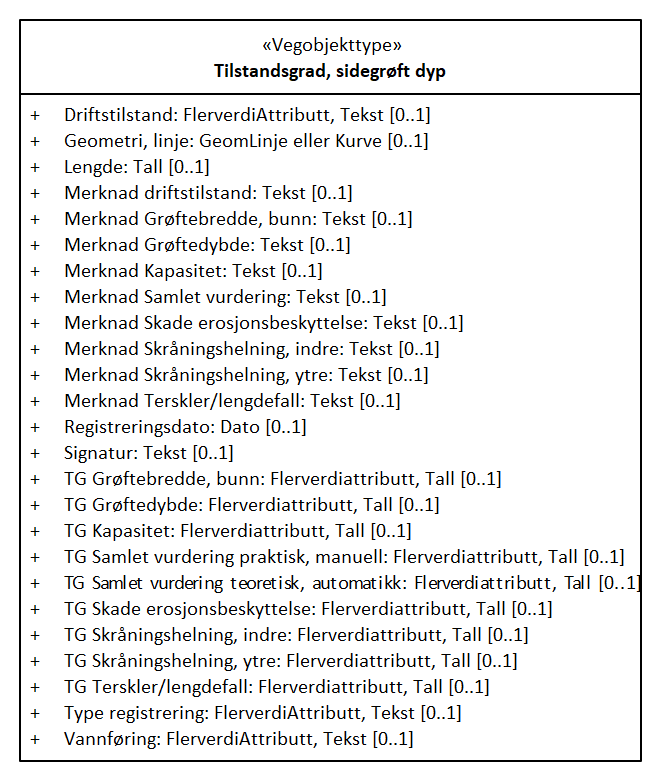 «Vegobjekttype»
Tilstandsgrad, sidegrøft dyp
+ Driftstilstand: FlerverdiAttributt, Tekst [0..1]
+ Geometri, linje: GeomLinje eller Kurve [0..1]
+ Lengde: Tall [0..1]
+ Merknad driftstilstand: Tekst [0..1]
+ Merknad Grøftebredde, bunn: Tekst [0..1]
+ Merknad Grøftedybde: Tekst [0..1]
+ Merknad Kapasitet: Tekst [0..1]
+ Merknad Samlet vurdering: Tekst [0..1]
+ Merknad Skade erosjonsbeskyttelse: Tekst [0..1]
+ Merknad Skråningshelning, indre: Tekst [0..1]
+ Merknad Skråningshelning, ytre: Tekst [0..1]
+ Merknad Terskler/lengdefall: Tekst [0..1]
+ Registreringsdato: Dato [0..1]
+ Signatur: Tekst [0..1]
+ TG Grøftebredde, bunn: Flerverdiattributt, Tall [0..1]
+ TG Grøftedybde: Flerverdiattributt, Tall [0..1]
+ TG Kapasitet: Flerverdiattributt, Tall [0..1]
+ TG Samlet vurdering praktisk, manuell: Flerverdiattributt, Tall [0..1]
+ TG Samlet vurdering teoretisk, automatikk: Flerverdiattributt, Tall [0..1]
+ TG Skade erosjonsbeskyttelse: Flerverdiattributt, Tall [0..1]
+ TG Skråningshelning, indre: Flerverdiattributt, Tall [0..1]
+ TG Skråningshelning, ytre: Flerverdiattributt, Tall [0..1]
+ TG Terskler/lengdefall: Flerverdiattributt, Tall [0..1]
+ Type registrering: FlerverdiAttributt, Tekst [0..1]
+ Vannføring: FlerverdiAttributt, Tekst [0..1]